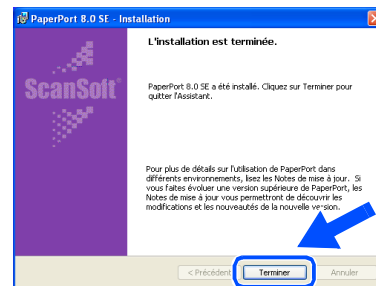 PaperPort 8.0 SE - Installation
L'installation est terminée.
ScanSoft®
PaperPort 8.0 SE a été installé. Cliquez sur Terminer pour
quitter l'Assistant.
Pour plus de détails sur l'utilisation de PaperPort dans
différents environnements, lisez les Notes de mise à jour. Si
vous faites évoluer une version supérieure de PaperPort, les
Notes de mise à jour vous permettront de découvrir les
modifications et les nouveautés de la nouvelle version.
< Précédent
Terminer
Annuler